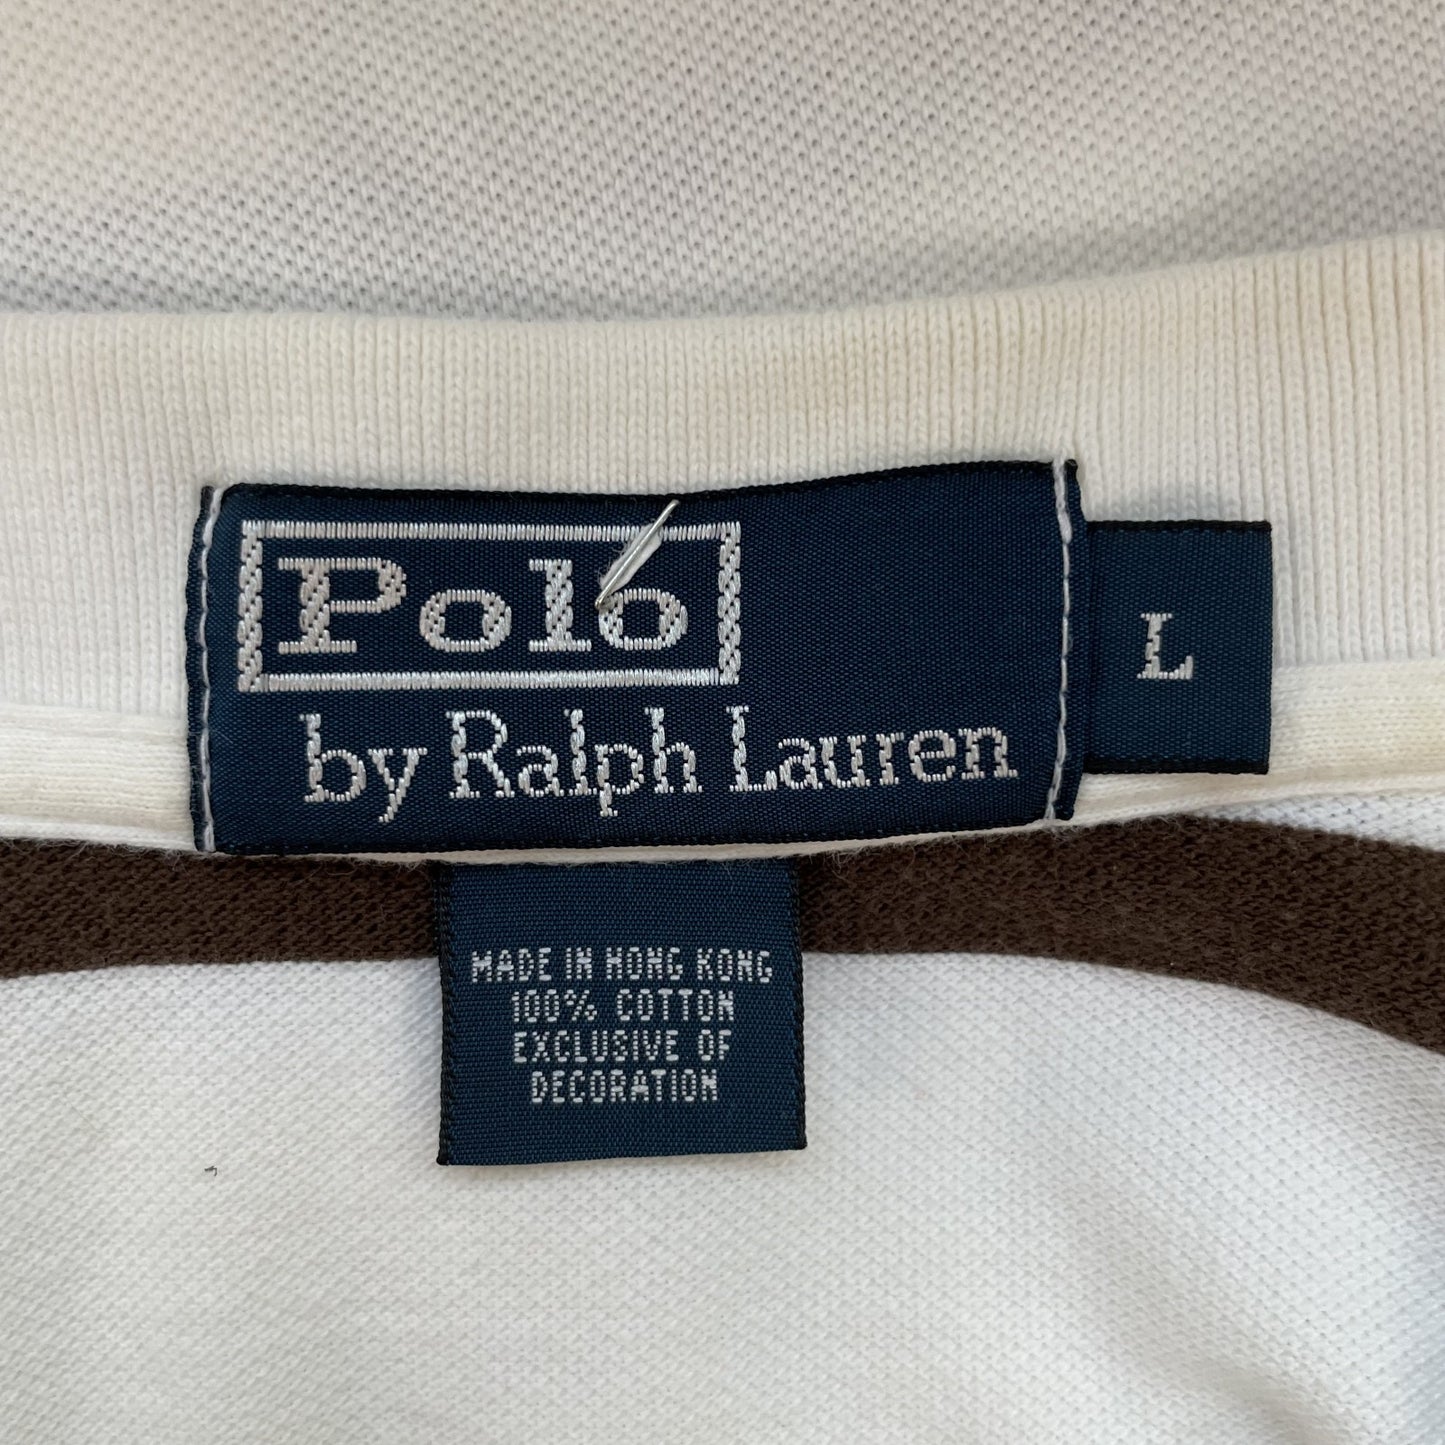 Polo
by Ralph Lauren
L
MADE IN HONG KONG
100% COTTON
EXCLUSIVE OF
DECORATION